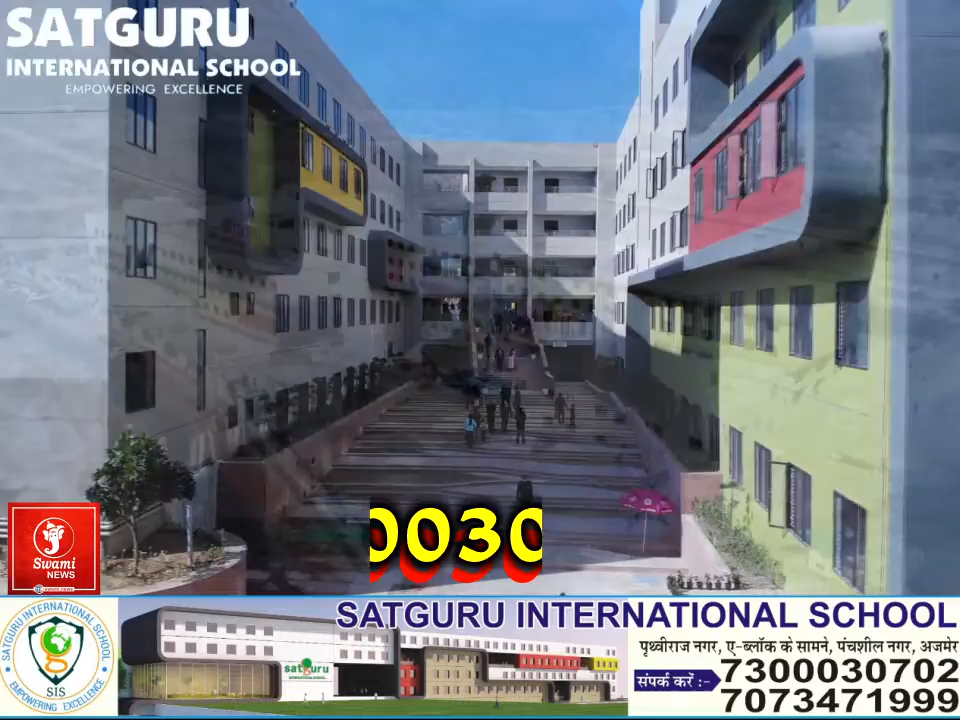 SATGURU
INTERNATIONAL SCHOOL
EMPOWERING EXCELLENCE
0030
Swami
NEWS
SATGURU INTERNATIONAL SCHOOL
EMPOWERING EXCELLENCE
SIS
satguru
SATGURU INTERNATIONAL SCHOOL
पृथ्वीराज नगर, ए-ब्लॉक के सामने, पंचशील नगर, अजमेर
संपर्क करें :-
7300030702
7073471999